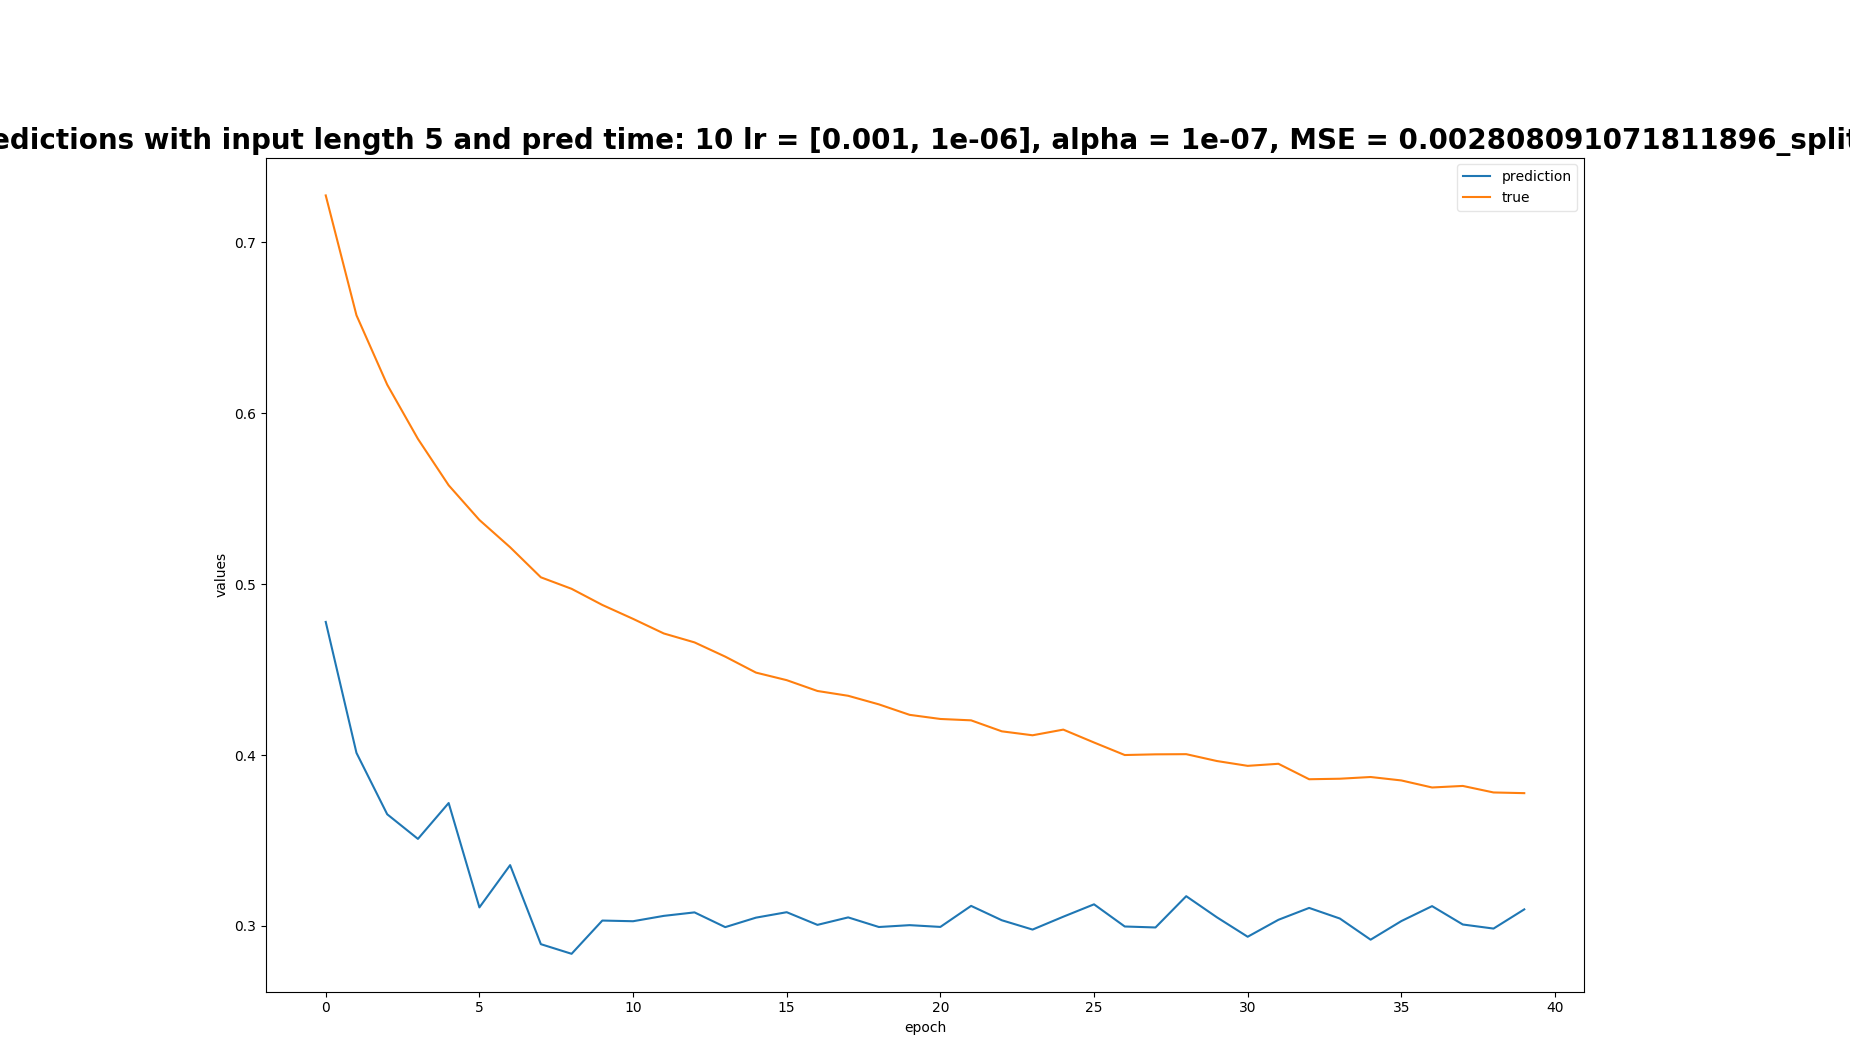 edictions with input length 5 and pred time: 10 lr = [0.001, 1e-06], alpha = 1e-07, MSE = 0.002808091071811896_split
prediction
true
0.7
0.6
0.5
0.4
0.3
values
0 5 10 15 20 25 30 35 40
epoch